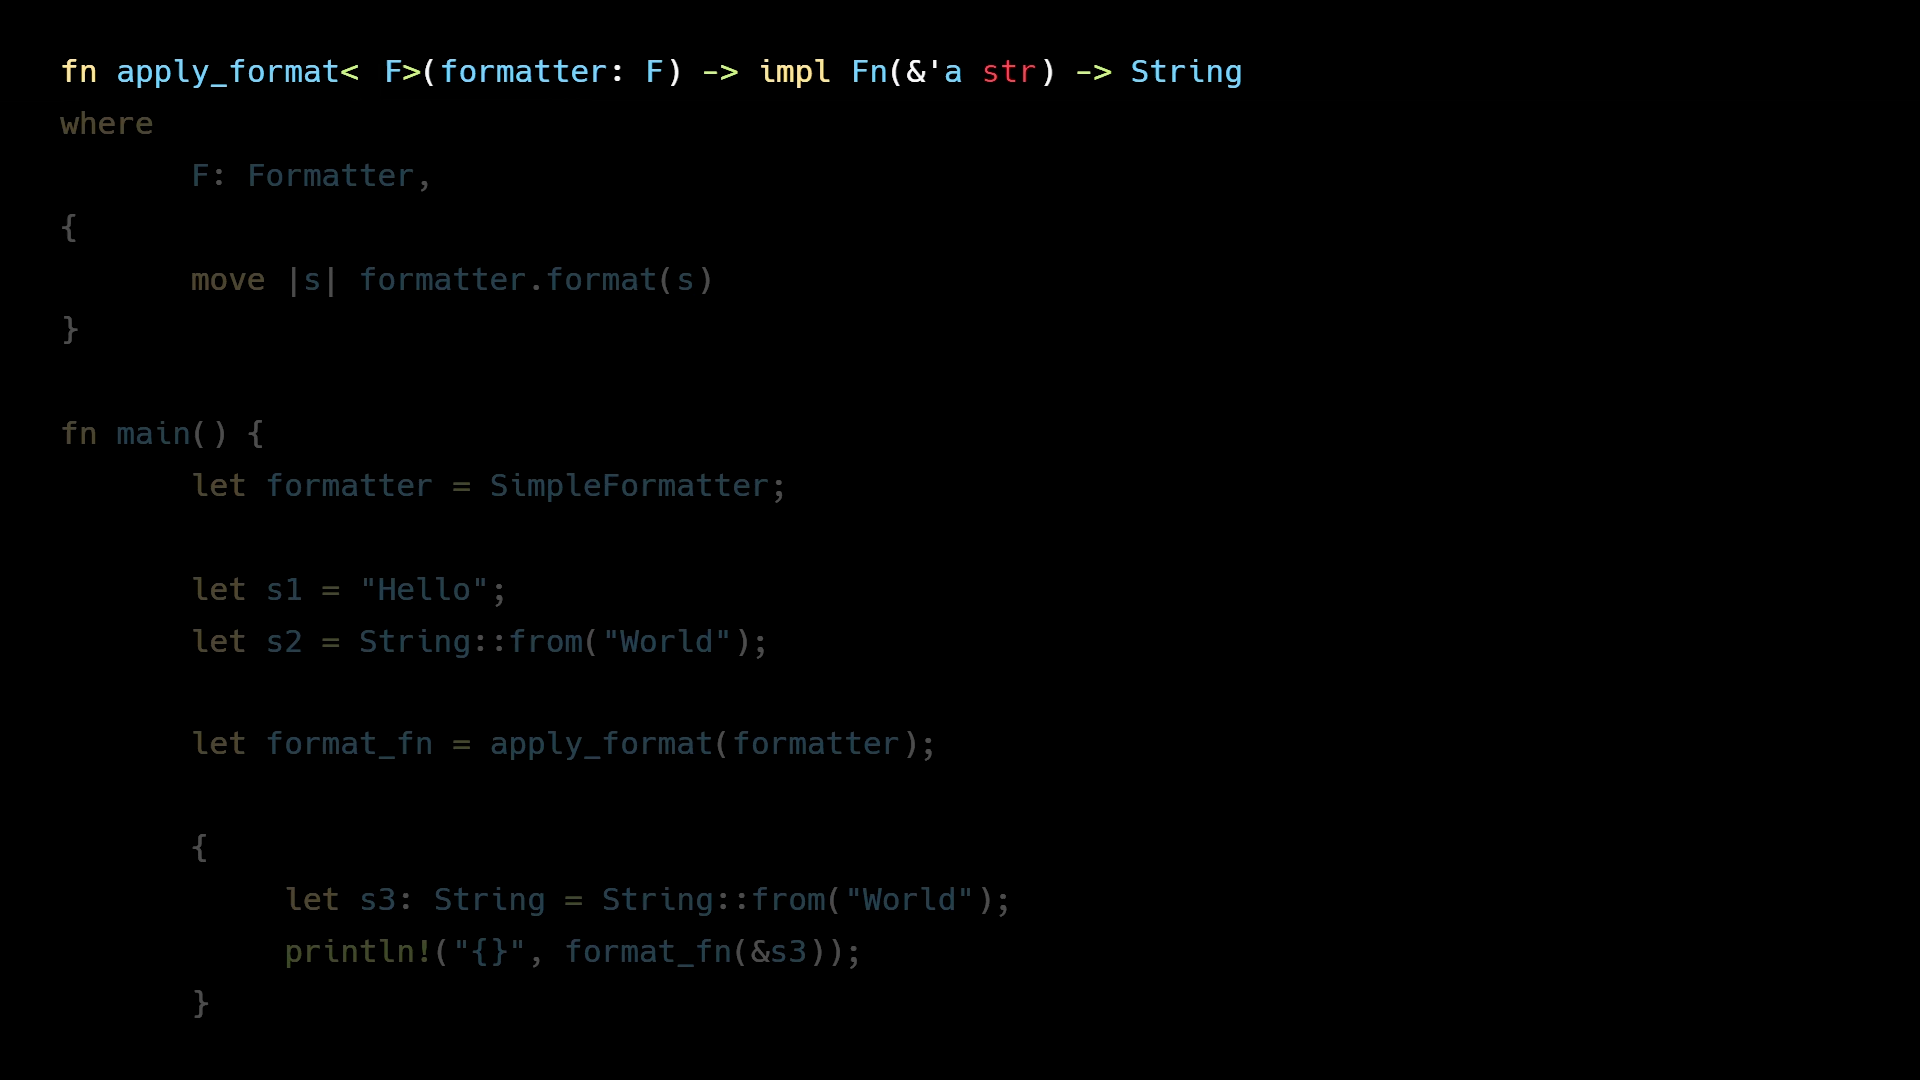 fn apply_format< F>(formatter: F) -> impl Fn(&'a str) -> String
where
F: Formatter,
{
move |s| formatter.format(s)
}
fn main() {
let formatter = SimpleFormatter;
let s1 = "Hello";
let s2 = String::from("World");
let format_fn = apply_format(formatter);
{
let s3: String = String::from("World");
println!("{}", format_fn(&s3));
}